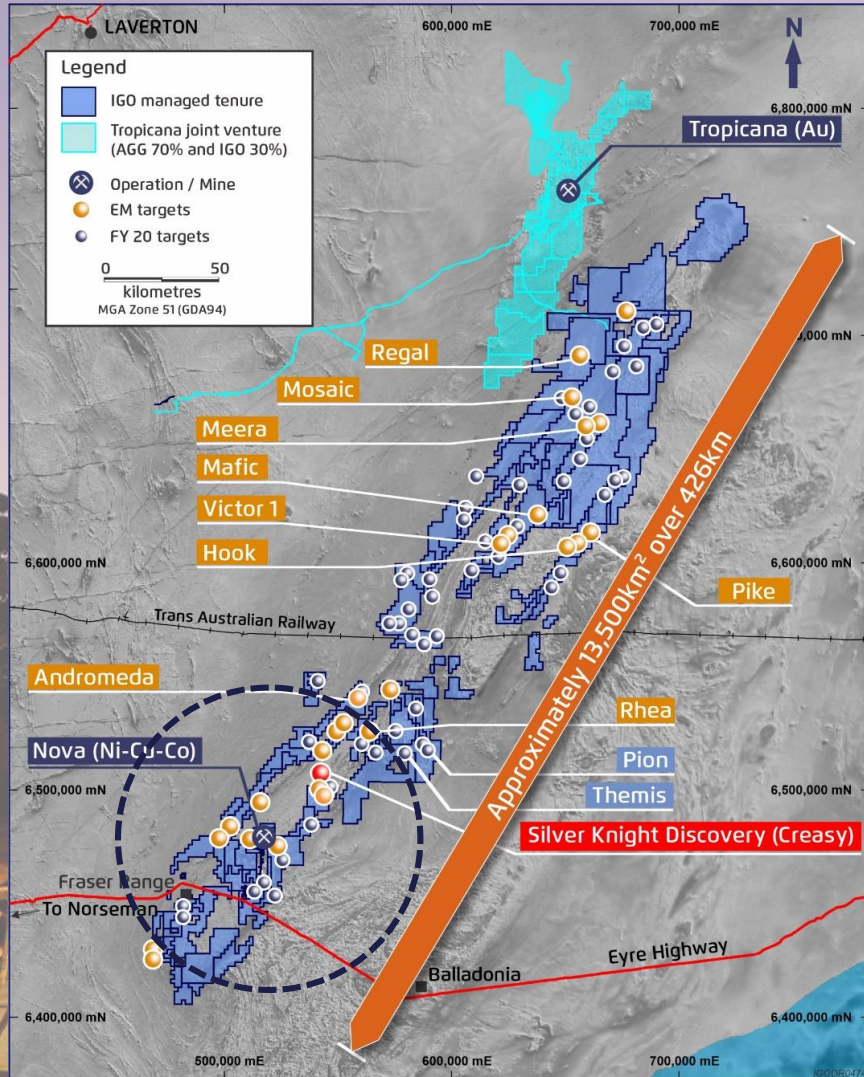 600,000 mE
700,000 mE
LAVERTON
N
Legend
IGO managed tenure
Tropicana joint venture
(AGG 70% and IGO 30%)
Operation / Mine
EM targets
FY 20 targets
0 50
kilometres
MGA Zone 51 (GDA94)
6,800,000 mN
Tropicana (Au)
,000 mN
Regal
Mosaic
Meera
Mafic
Victor 1
Hook
6,600,000 mN
6,600,000 mN
Pike
Trans Australian Railway
Approximately 13,500km² over 426km
Andromeda
Rhea
Nova (Ni-Cu-Co)
Pion
Themis
6,500,000 mN
6,500,000 mN
Silver Knight Discovery (Creasy)
Fraser Range
To Norseman
Eyre Highway
Balladonia
6,400,000 mN
6,400,000 mN
500,000 mE
600,000 mE
700,000 mE